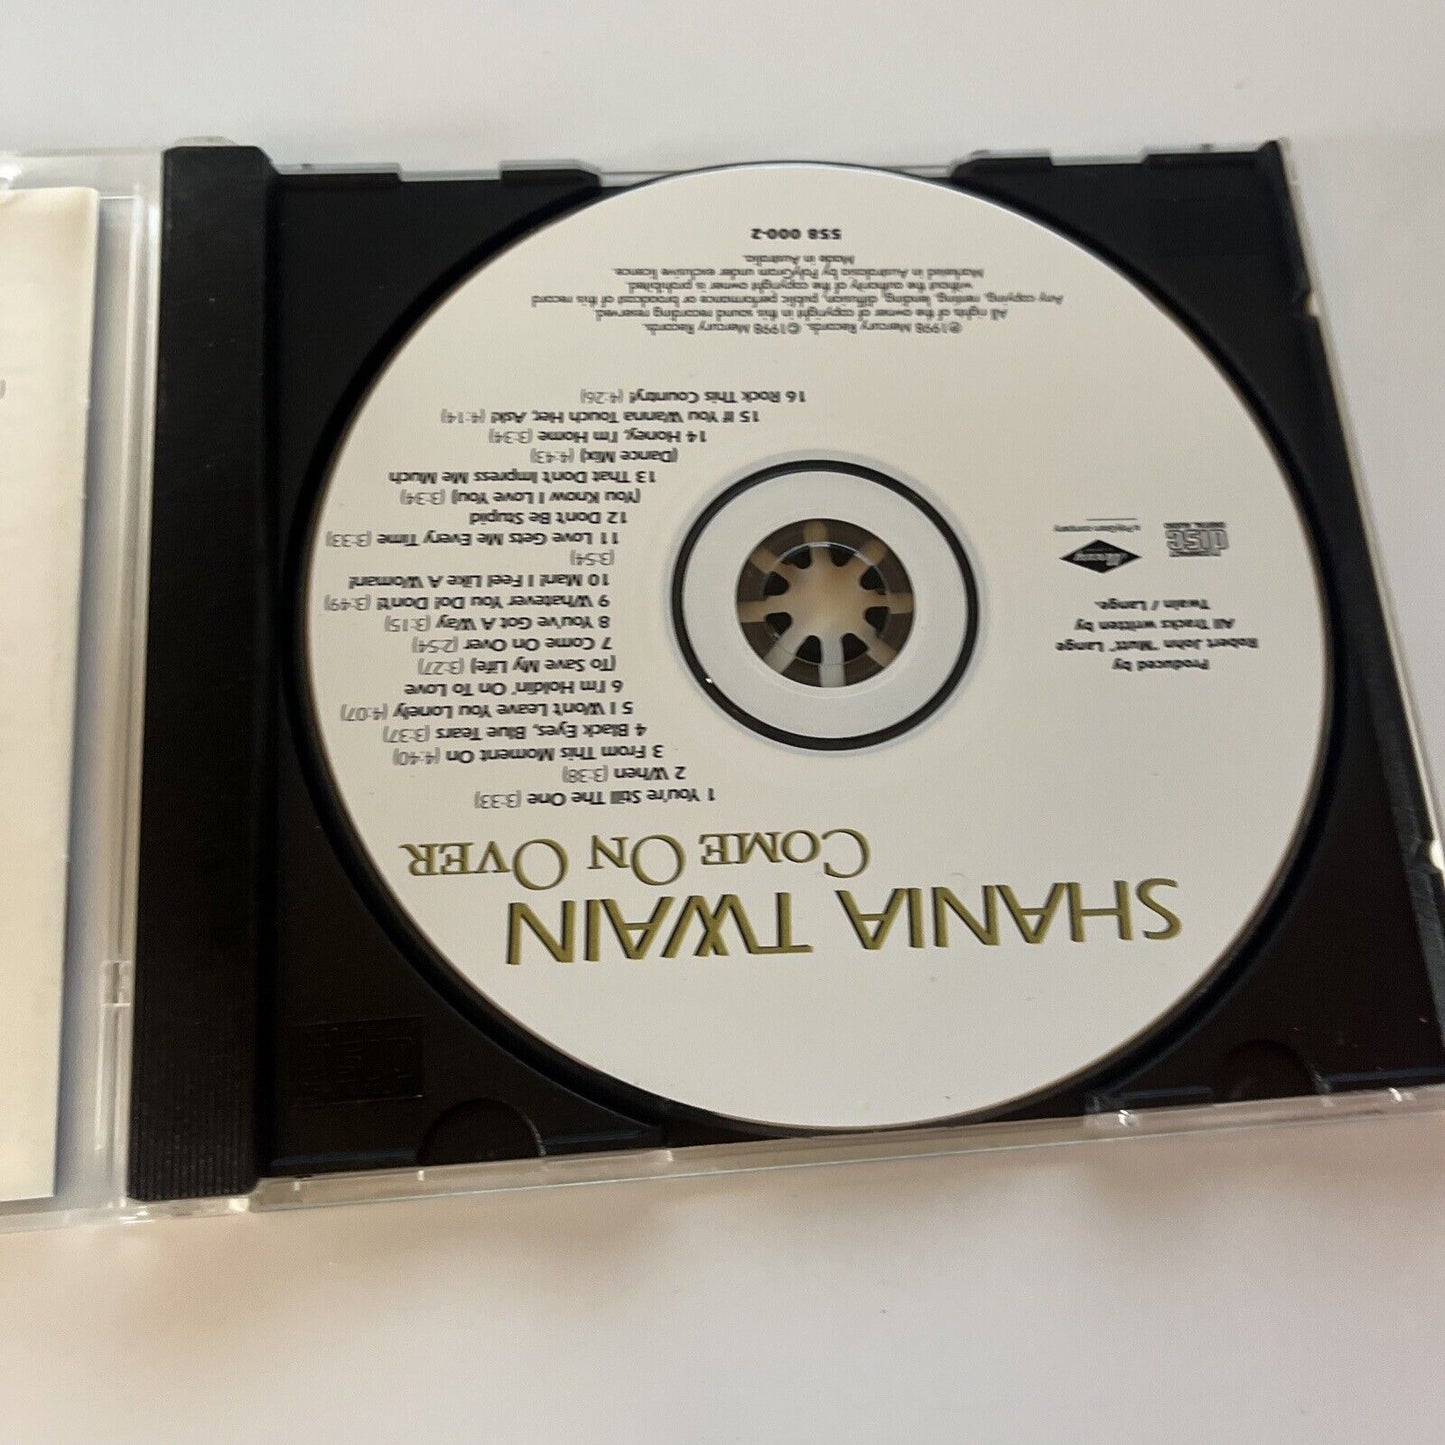 SHANIA TWAIN
COME ON OVER
1 You're Still The One (3:33)
2 When (3:38)
3 From This Moment On (4:40)
4 Black Eyes, Blue Tears (3:37)
5 I Won't Leave You Lonely (4:07)
6 I'm Holdin' On To Love
(To Save My Life) (3:27)
7 Come On Over (2:54)
8 You've Got A Way (3:15)
9 Whatever You Do! Don't! (3:49)
10 Man! I Feel Like A Woman!
(3:54)
11 Love Gets Me Every Time (3:33)
12 Don't Be Stupid
(You Know I Love You) (3:34)
13 That Don't Impress Me Much
(Dance Mix) (4:43)
14 Honey, I'm Home (3:34)
15 If You Wanna Touch Her, Ask! (4:14)
16 Rock This Country! (4:26)
Produced by
Robert John "Mutt" Lange
All Tracks written by
Twain / Lange.
COMPACT
DISC
DIGITAL AUDIO
Mercury
a PolyGram company
℗1998 Mercury Records. ©1998 Mercury Records.
All rights of the owner of copyright in this sound recording reserved.
Any copying, renting, lending, diffusion, public performance or broadcast of this record
without the authority of the copyright owner is prohibited.
Marketed in Australasia by PolyGram under exclusive licence.
Made in Australia.
558 000-2